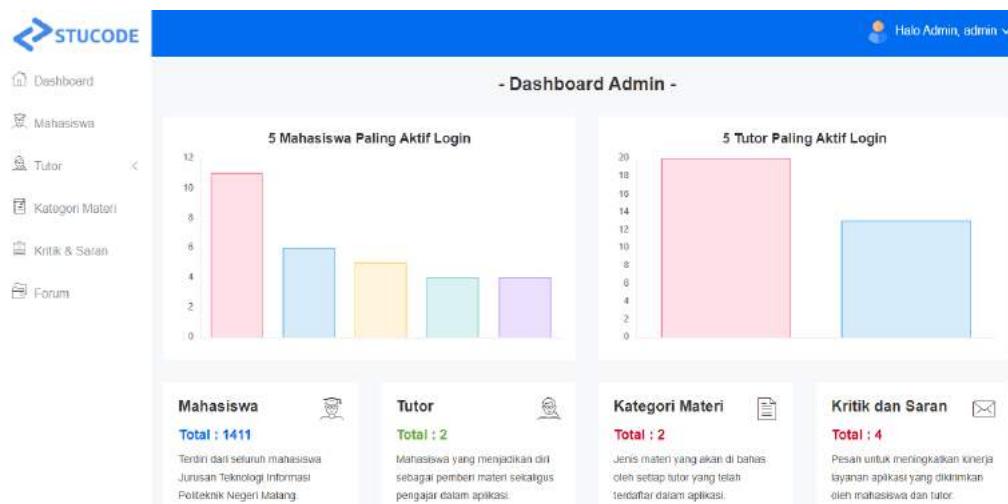 STUCODE
Halo Admin, admin
Dashboard
Mahasiswa
Tutor
Kategori Materi
Kritik & Saran
Forum
- Dashboard Admin -
5 Mahasiswa Paling Aktif Login
12
10
8
6
4
2
0
5 Tutor Paling Aktif Login
20
18
16
14
12
10
8
6
4
2
0
Mahasiswa
Total : 1411
Terdiri dari seluruh mahasiswa
Jurusan Teknologi Informasi
Politeknik Negeri Malang.
Tutor
Total : 2
Mahasiswa yang menjadikan diri
sebagai pemberi materi sekaligus
pengajar dalam aplikasi.
Kategori Materi
Total : 2
Jenis materi yang akan di bahas
oleh setiap tutor yang telah
terdaftar dalam aplikasi.
Kritik dan Saran
Total : 4
Pesan untuk meningkatkan kinerja
layanan aplikasi yang dikirimkan
oleh mahasiswa dan tutor.